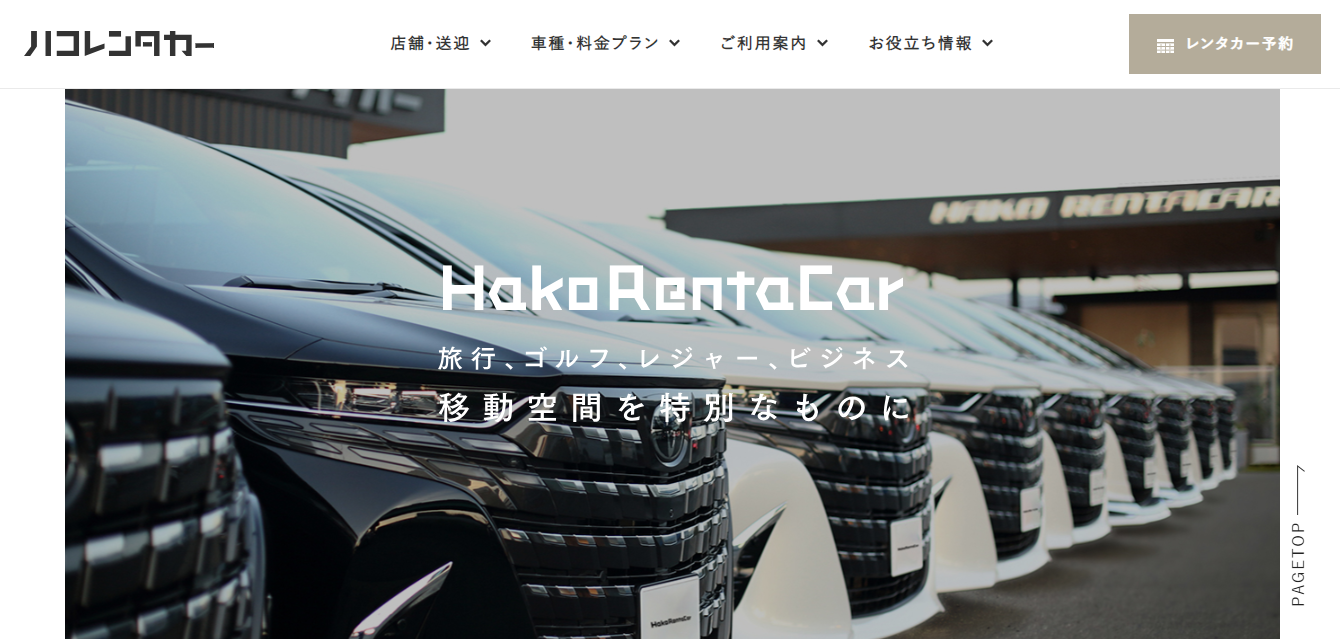 ハコレンタカー
店舗・送迎
車種・料金プラン
ご利用案内
お役立ち情報
レンタカー予約
HAKO RENTACAR
HakoRentaCar
旅行、ゴルフ、レジャー、ビジネス
移動空間を特別なものに
PAGETOP
HakoRentaCar
HakoRentaCar